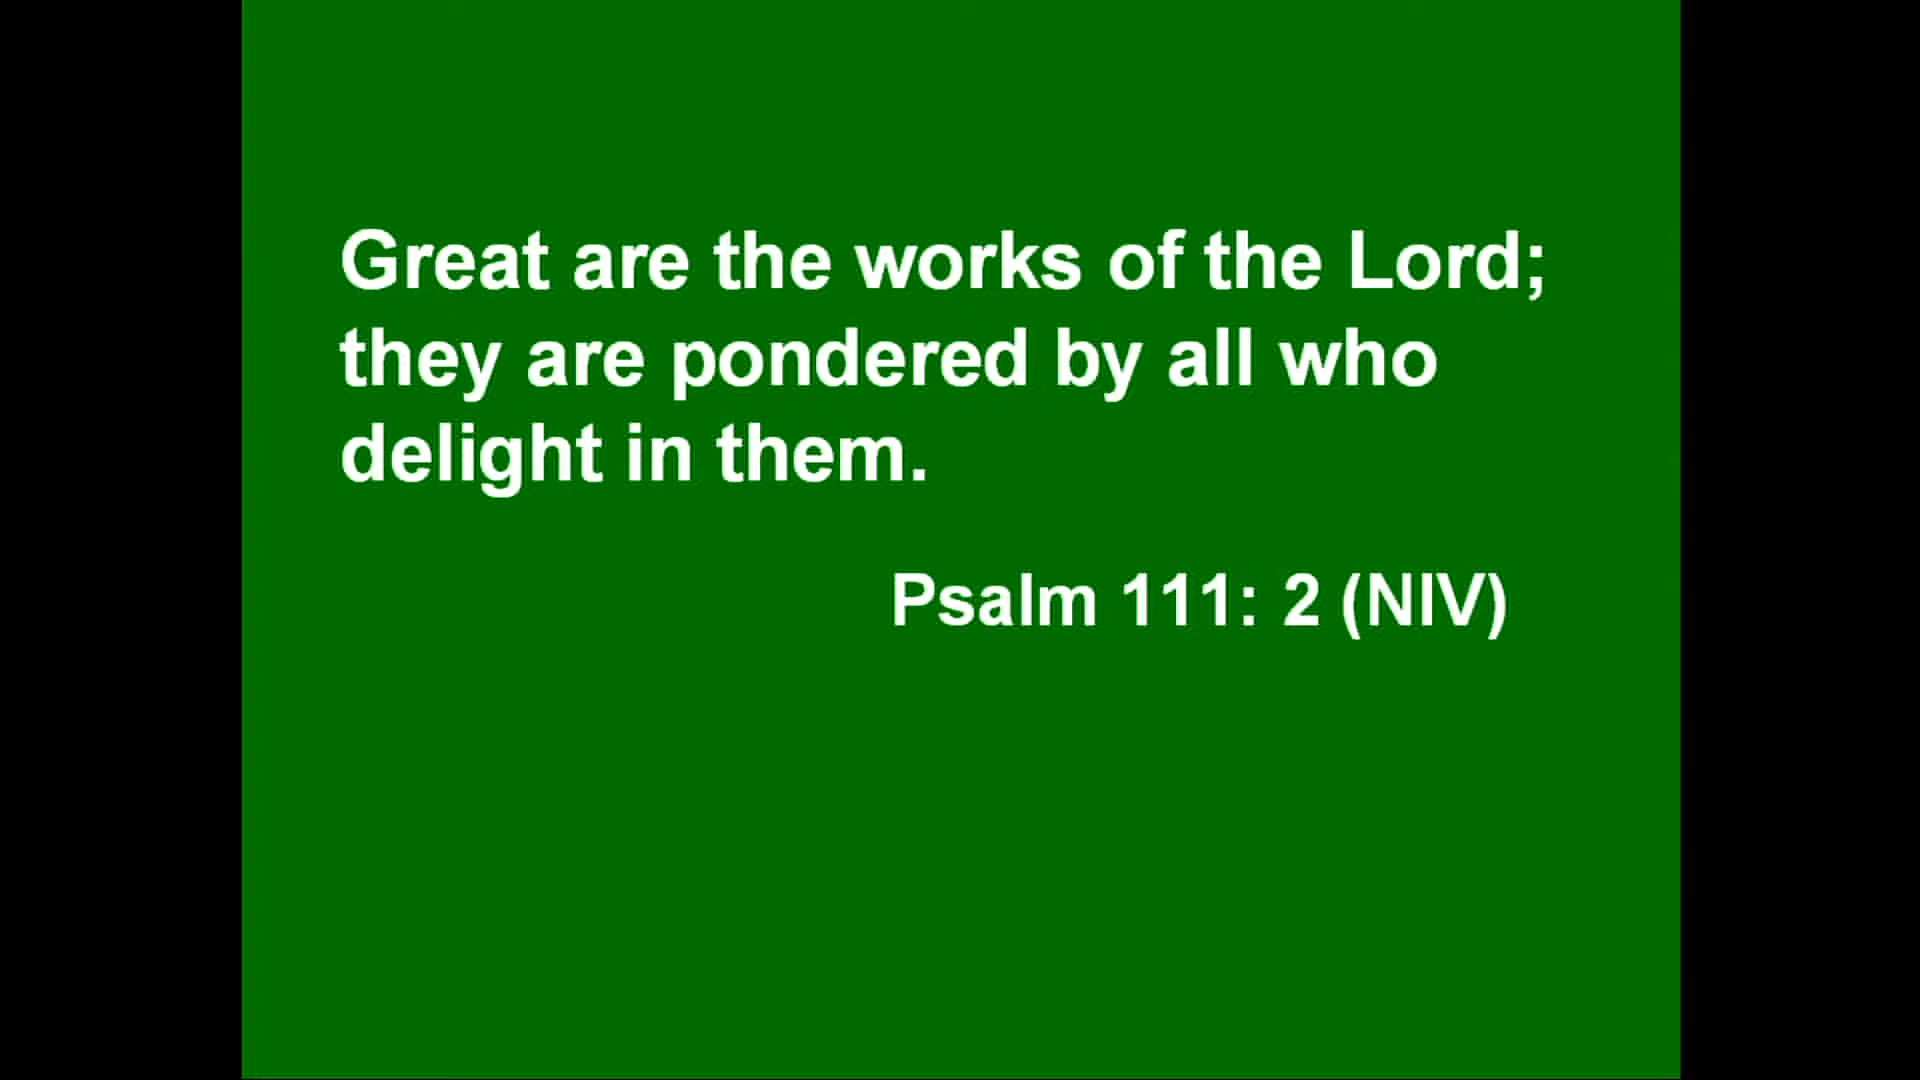 Great are the works of the Lord;
they are pondered by all who
delight in them.
Psalm 111: 2 (NIV)